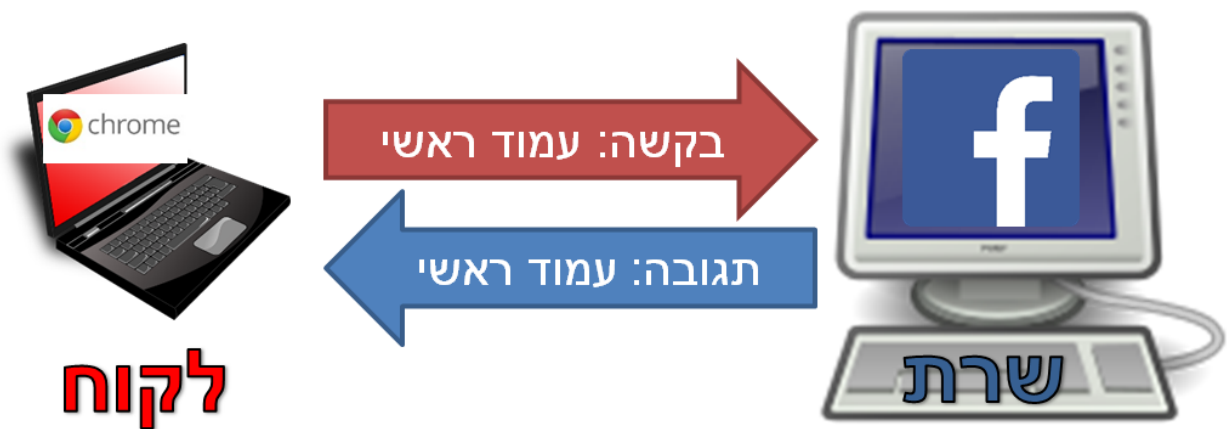 chrome
בקשה: עמוד ראשי
תגובה: עמוד ראשי
לקוח
שרת